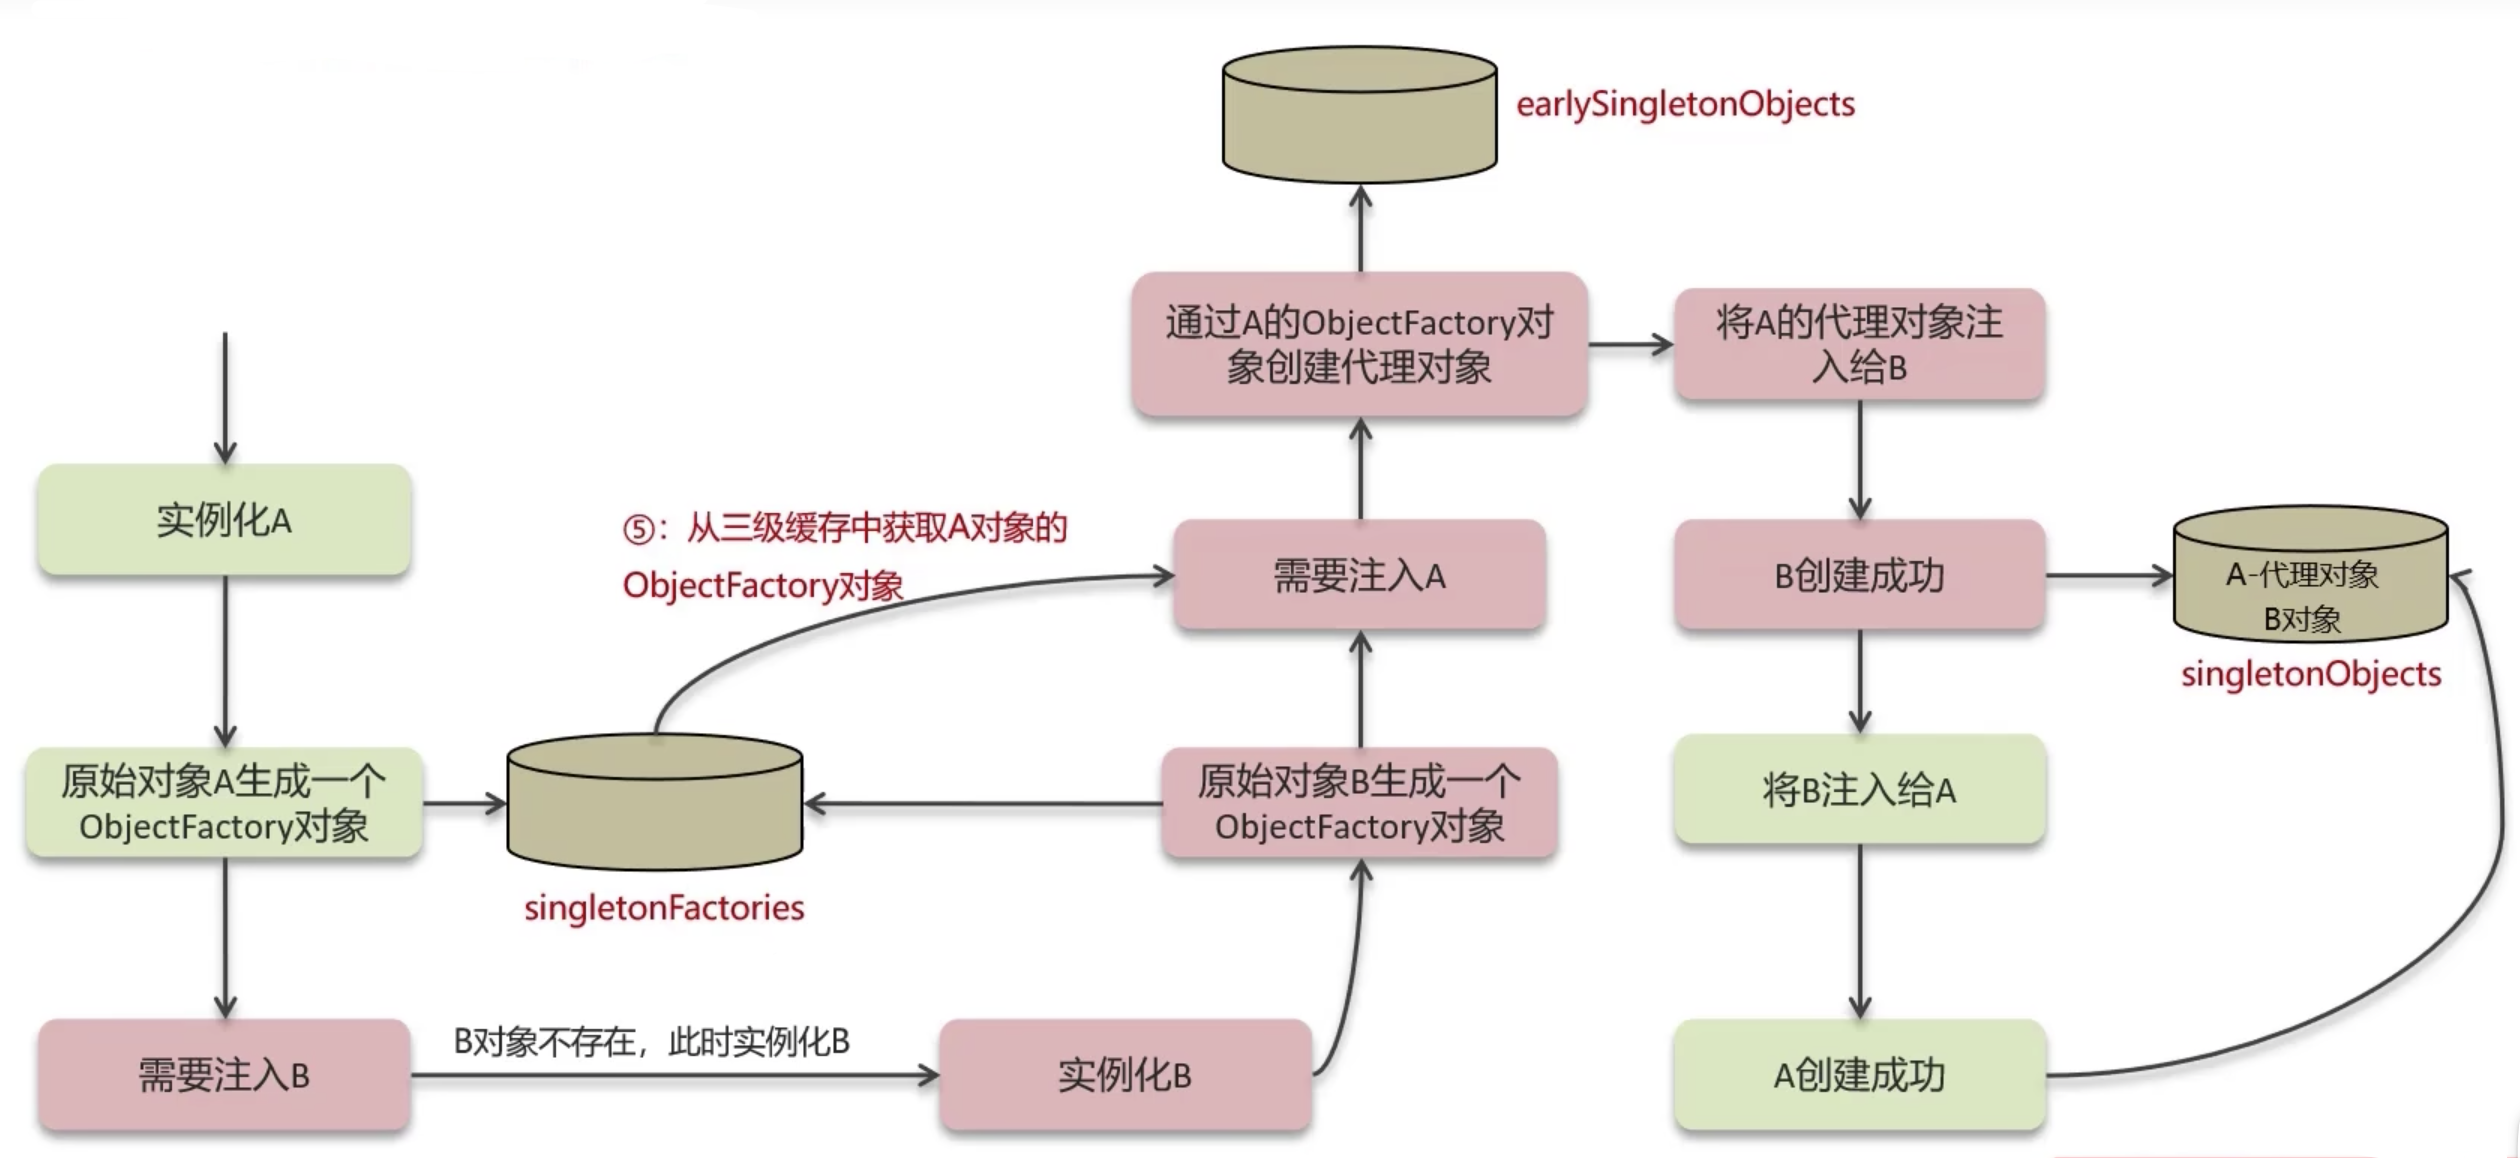 earlySingletonObjects
通过A的ObjectFactory对
象创建代理对象
将A的代理对象注
入给B
实例化A
⑤：从三级缓存中获取A对象的
ObjectFactory对象
需要注入A
B创建成功
A-代理对象
B对象
singletonObjects
原始对象A生成一个
ObjectFactory对象
singletonFactories
原始对象B生成一个
ObjectFactory对象
将B注入给A
需要注入B
B对象不存在，此时实例化B
实例化B
A创建成功